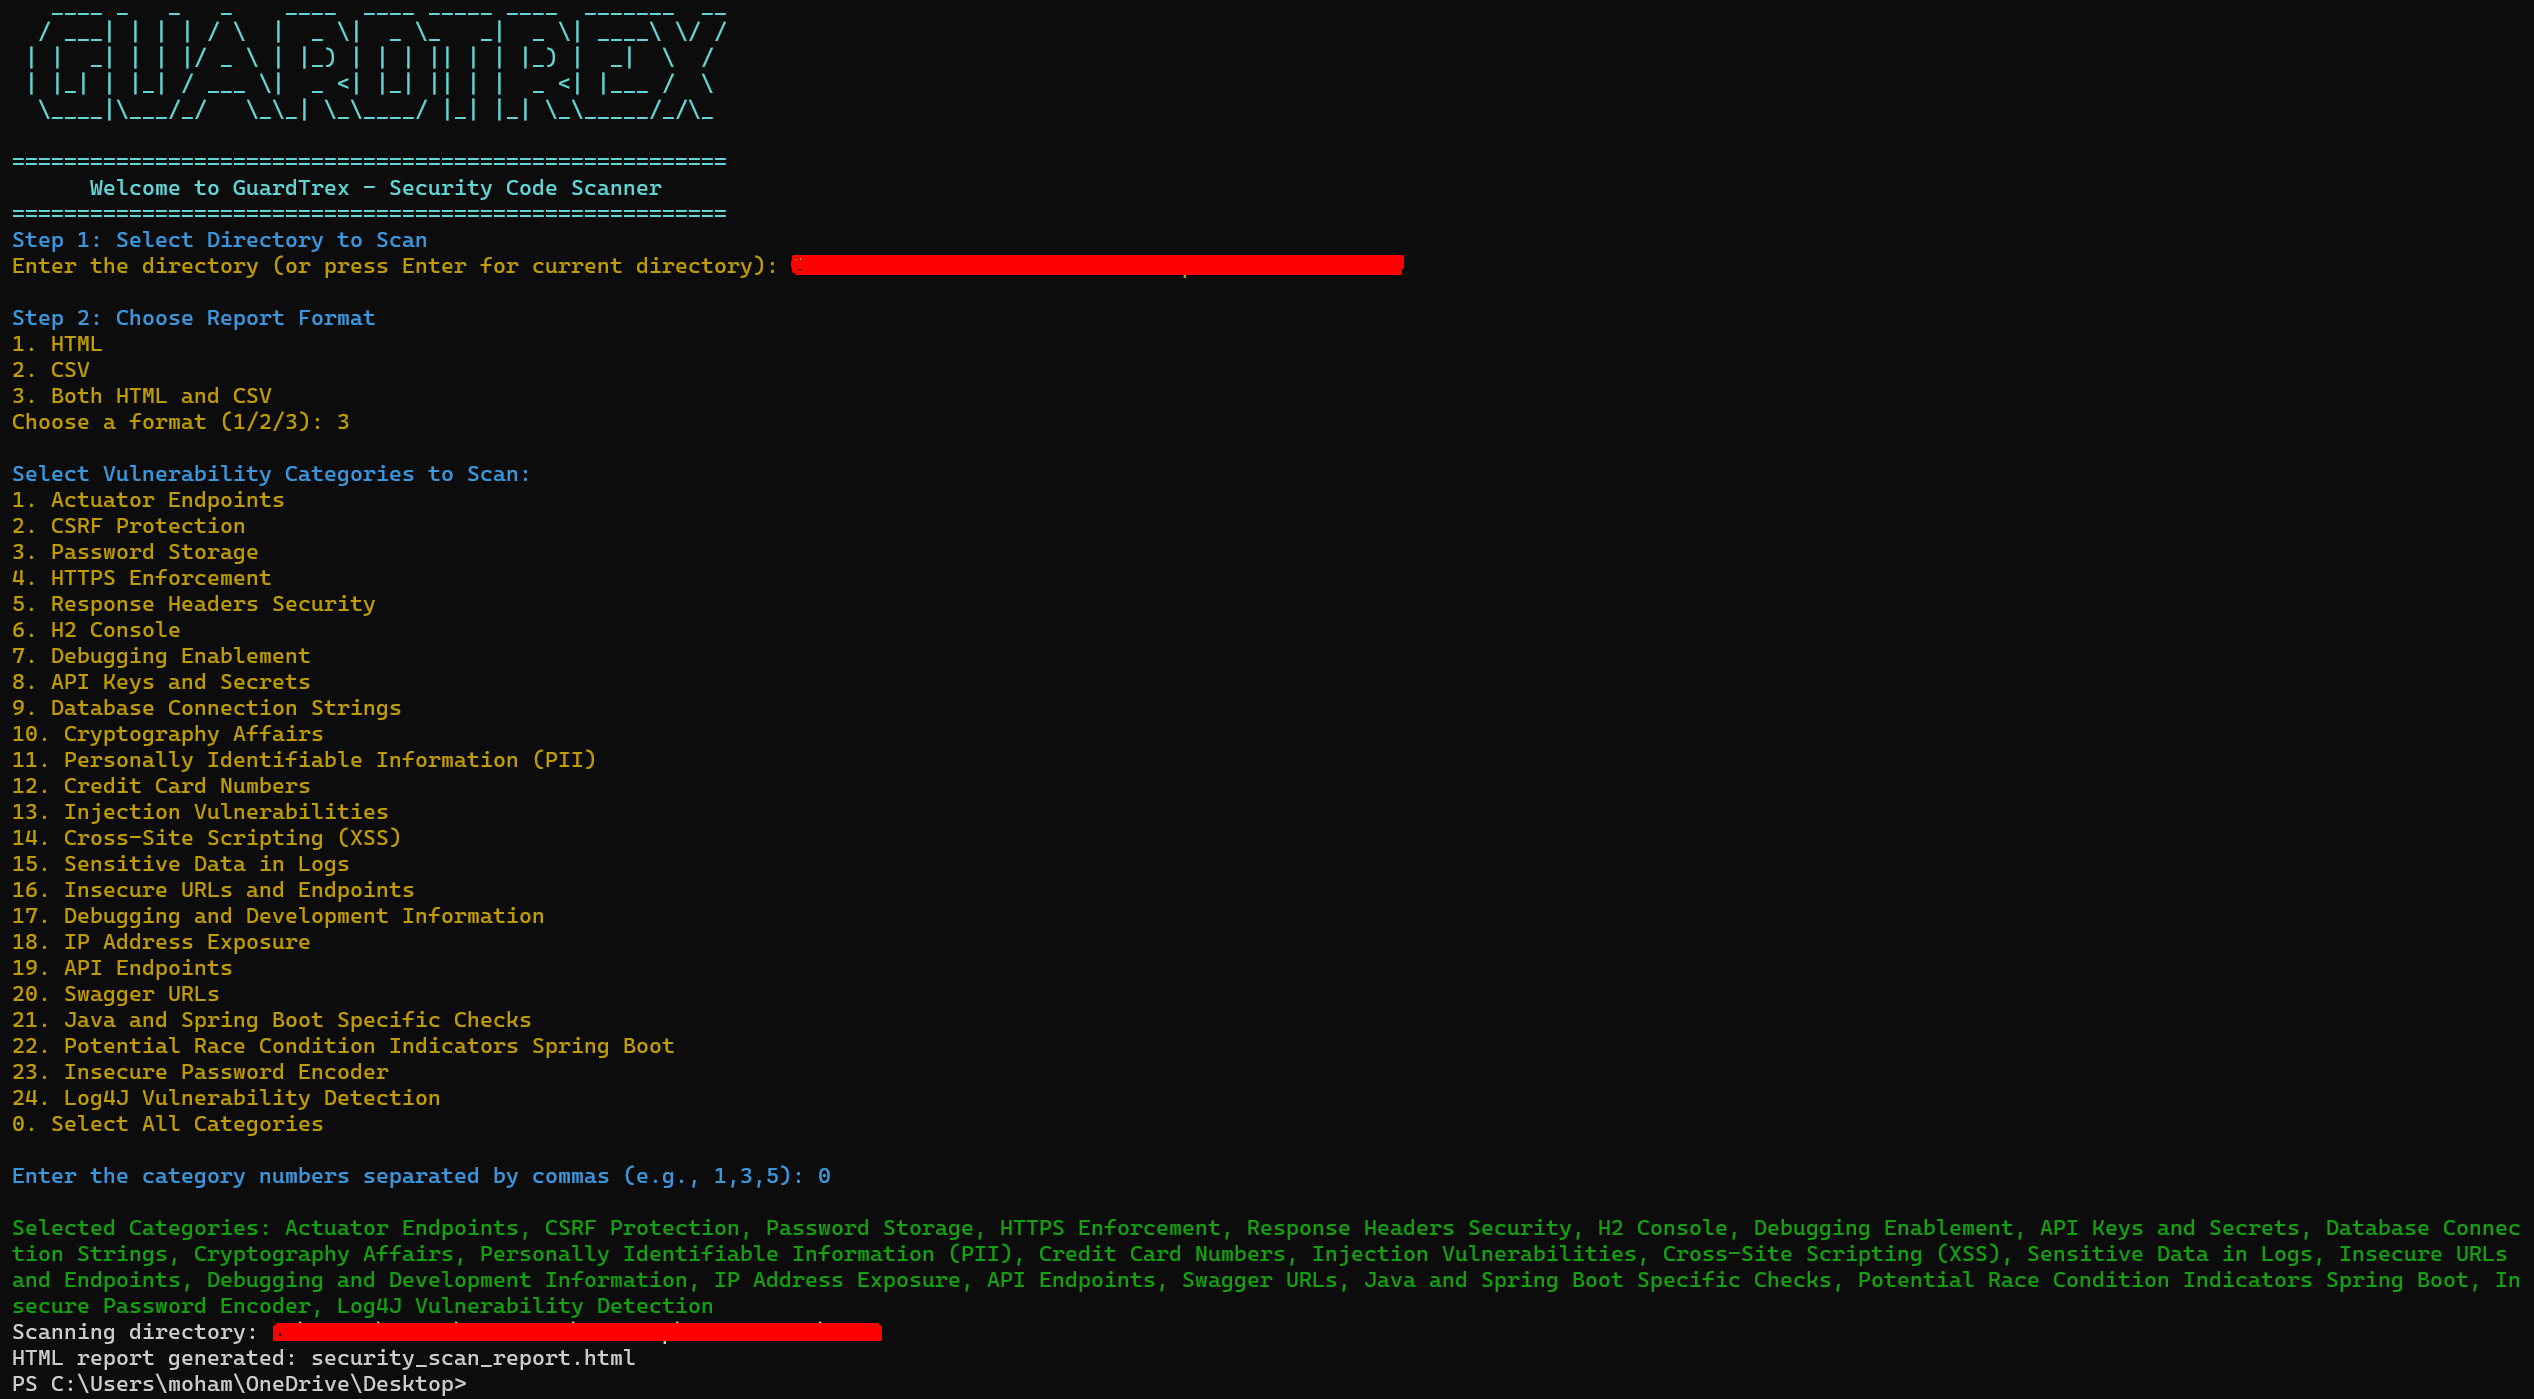 GUARDTREX
=======================================================
Welcome to GuardTrex - Security Code Scanner
=======================================================
Step 1: Select Directory to Scan
Enter the directory (or press Enter for current directory):
Step 2: Choose Report Format
1. HTML
2. CSV
3. Both HTML and CSV
Choose a format (1/2/3): 3
Select Vulnerability Categories to Scan:
1. Actuator Endpoints
2. CSRF Protection
3. Password Storage
4. HTTPS Enforcement
5. Response Headers Security
6. H2 Console
7. Debugging Enablement
8. API Keys and Secrets
9. Database Connection Strings
10. Cryptography Affairs
11. Personally Identifiable Information (PII)
12. Credit Card Numbers
13. Injection Vulnerabilities
14. Cross-Site Scripting (XSS)
15. Sensitive Data in Logs
16. Insecure URLs and Endpoints
17. Debugging and Development Information
18. IP Address Exposure
19. API Endpoints
20. Swagger URLs
21. Java and Spring Boot Specific Checks
22. Potential Race Condition Indicators Spring Boot
23. Insecure Password Encoder
24. Log4J Vulnerability Detection
0. Select All Categories
Enter the category numbers separated by commas (e.g., 1,3,5): 0
Selected Categories: Actuator Endpoints, CSRF Protection, Password Storage, HTTPS Enforcement, Response Headers Security, H2 Console, Debugging Enablement, API Keys and Secrets, Database Connec
tion Strings, Cryptography Affairs, Personally Identifiable Information (PII), Credit Card Numbers, Injection Vulnerabilities, Cross-Site Scripting (XSS), Sensitive Data in Logs, Insecure URLs
and Endpoints, Debugging and Development Information, IP Address Exposure, API Endpoints, Swagger URLs, Java and Spring Boot Specific Checks, Potential Race Condition Indicators Spring Boot, In
secure Password Encoder, Log4J Vulnerability Detection
Scanning directory:
HTML report generated: security_scan_report.html
PS C:\Users\moham\OneDrive\Desktop>